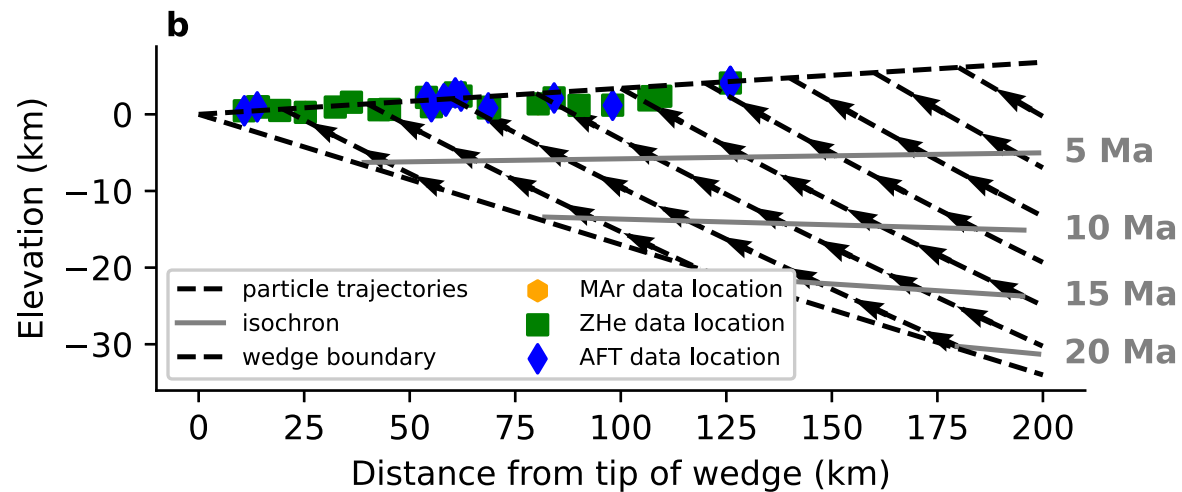 b
Elevation (km)
0
−10
−20
−30
5 Ma
10 Ma
15 Ma
20 Ma
particle trajectories
isochron
wedge boundary
MAr data location
ZHe data location
AFT data location
0 25 50 75 100 125 150 175 200
Distance from tip of wedge (km)